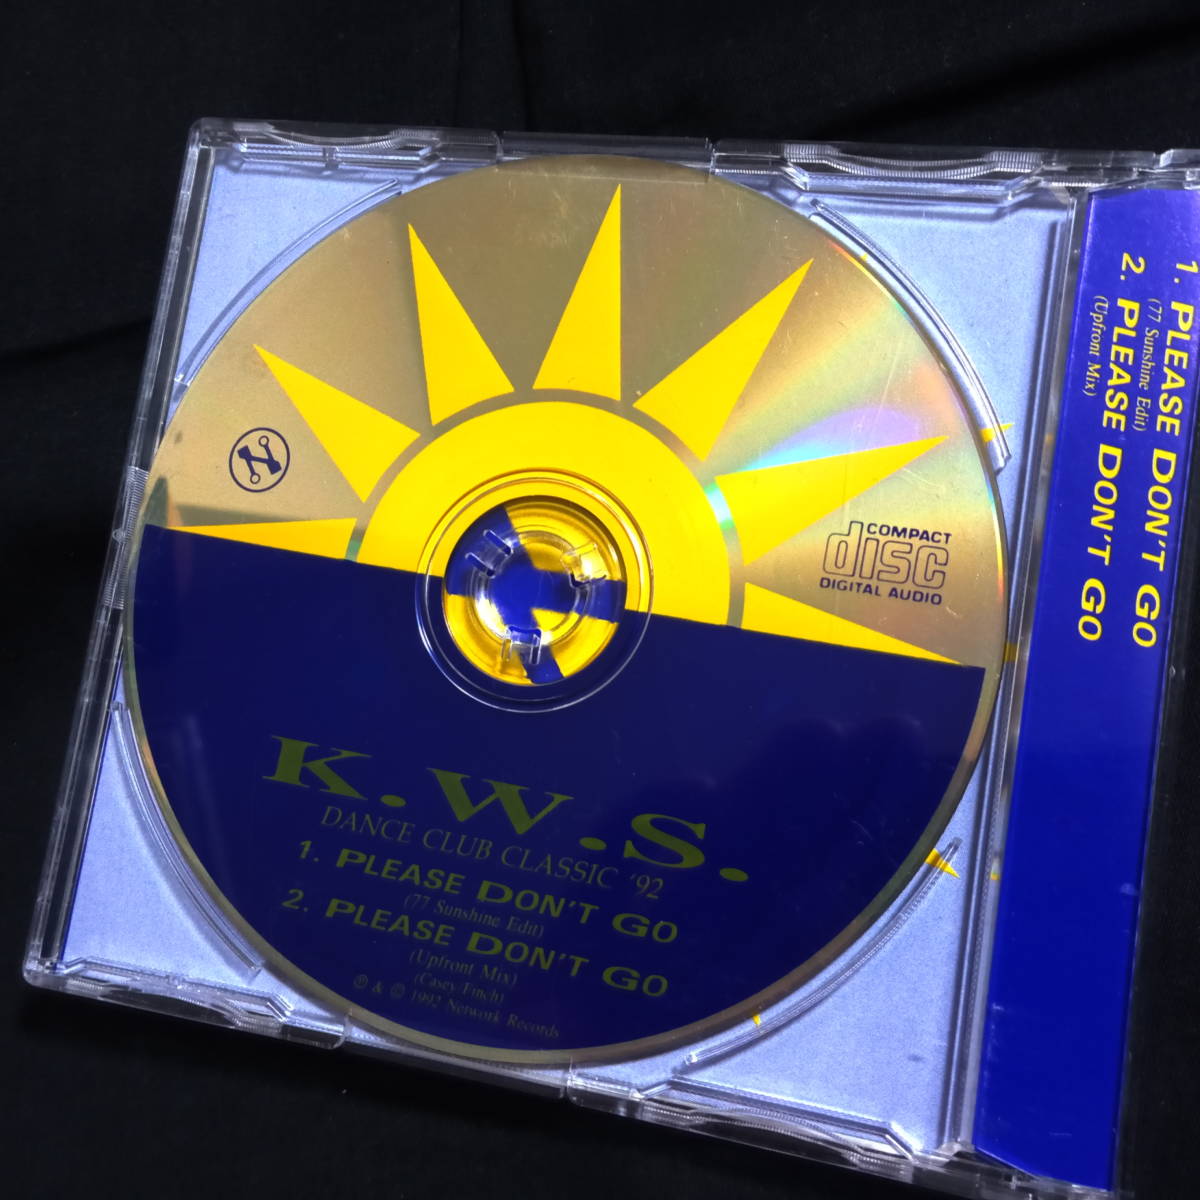 N
COMPACT
disc
DIGITAL AUDIO
K.W.S.
DANCE CLUB CLASSIC '92
1. PLEASE DON'T GO
(77 Sunshine Edit)
2. PLEASE DON'T GO
(Upfront Mix)
(Casey/Finch)
℗ & © 1992 Network Records
1. PLEASE DON'T GO
(77 Sunshine Edit)
2. PLEASE DON'T GO
(Upfront Mix)